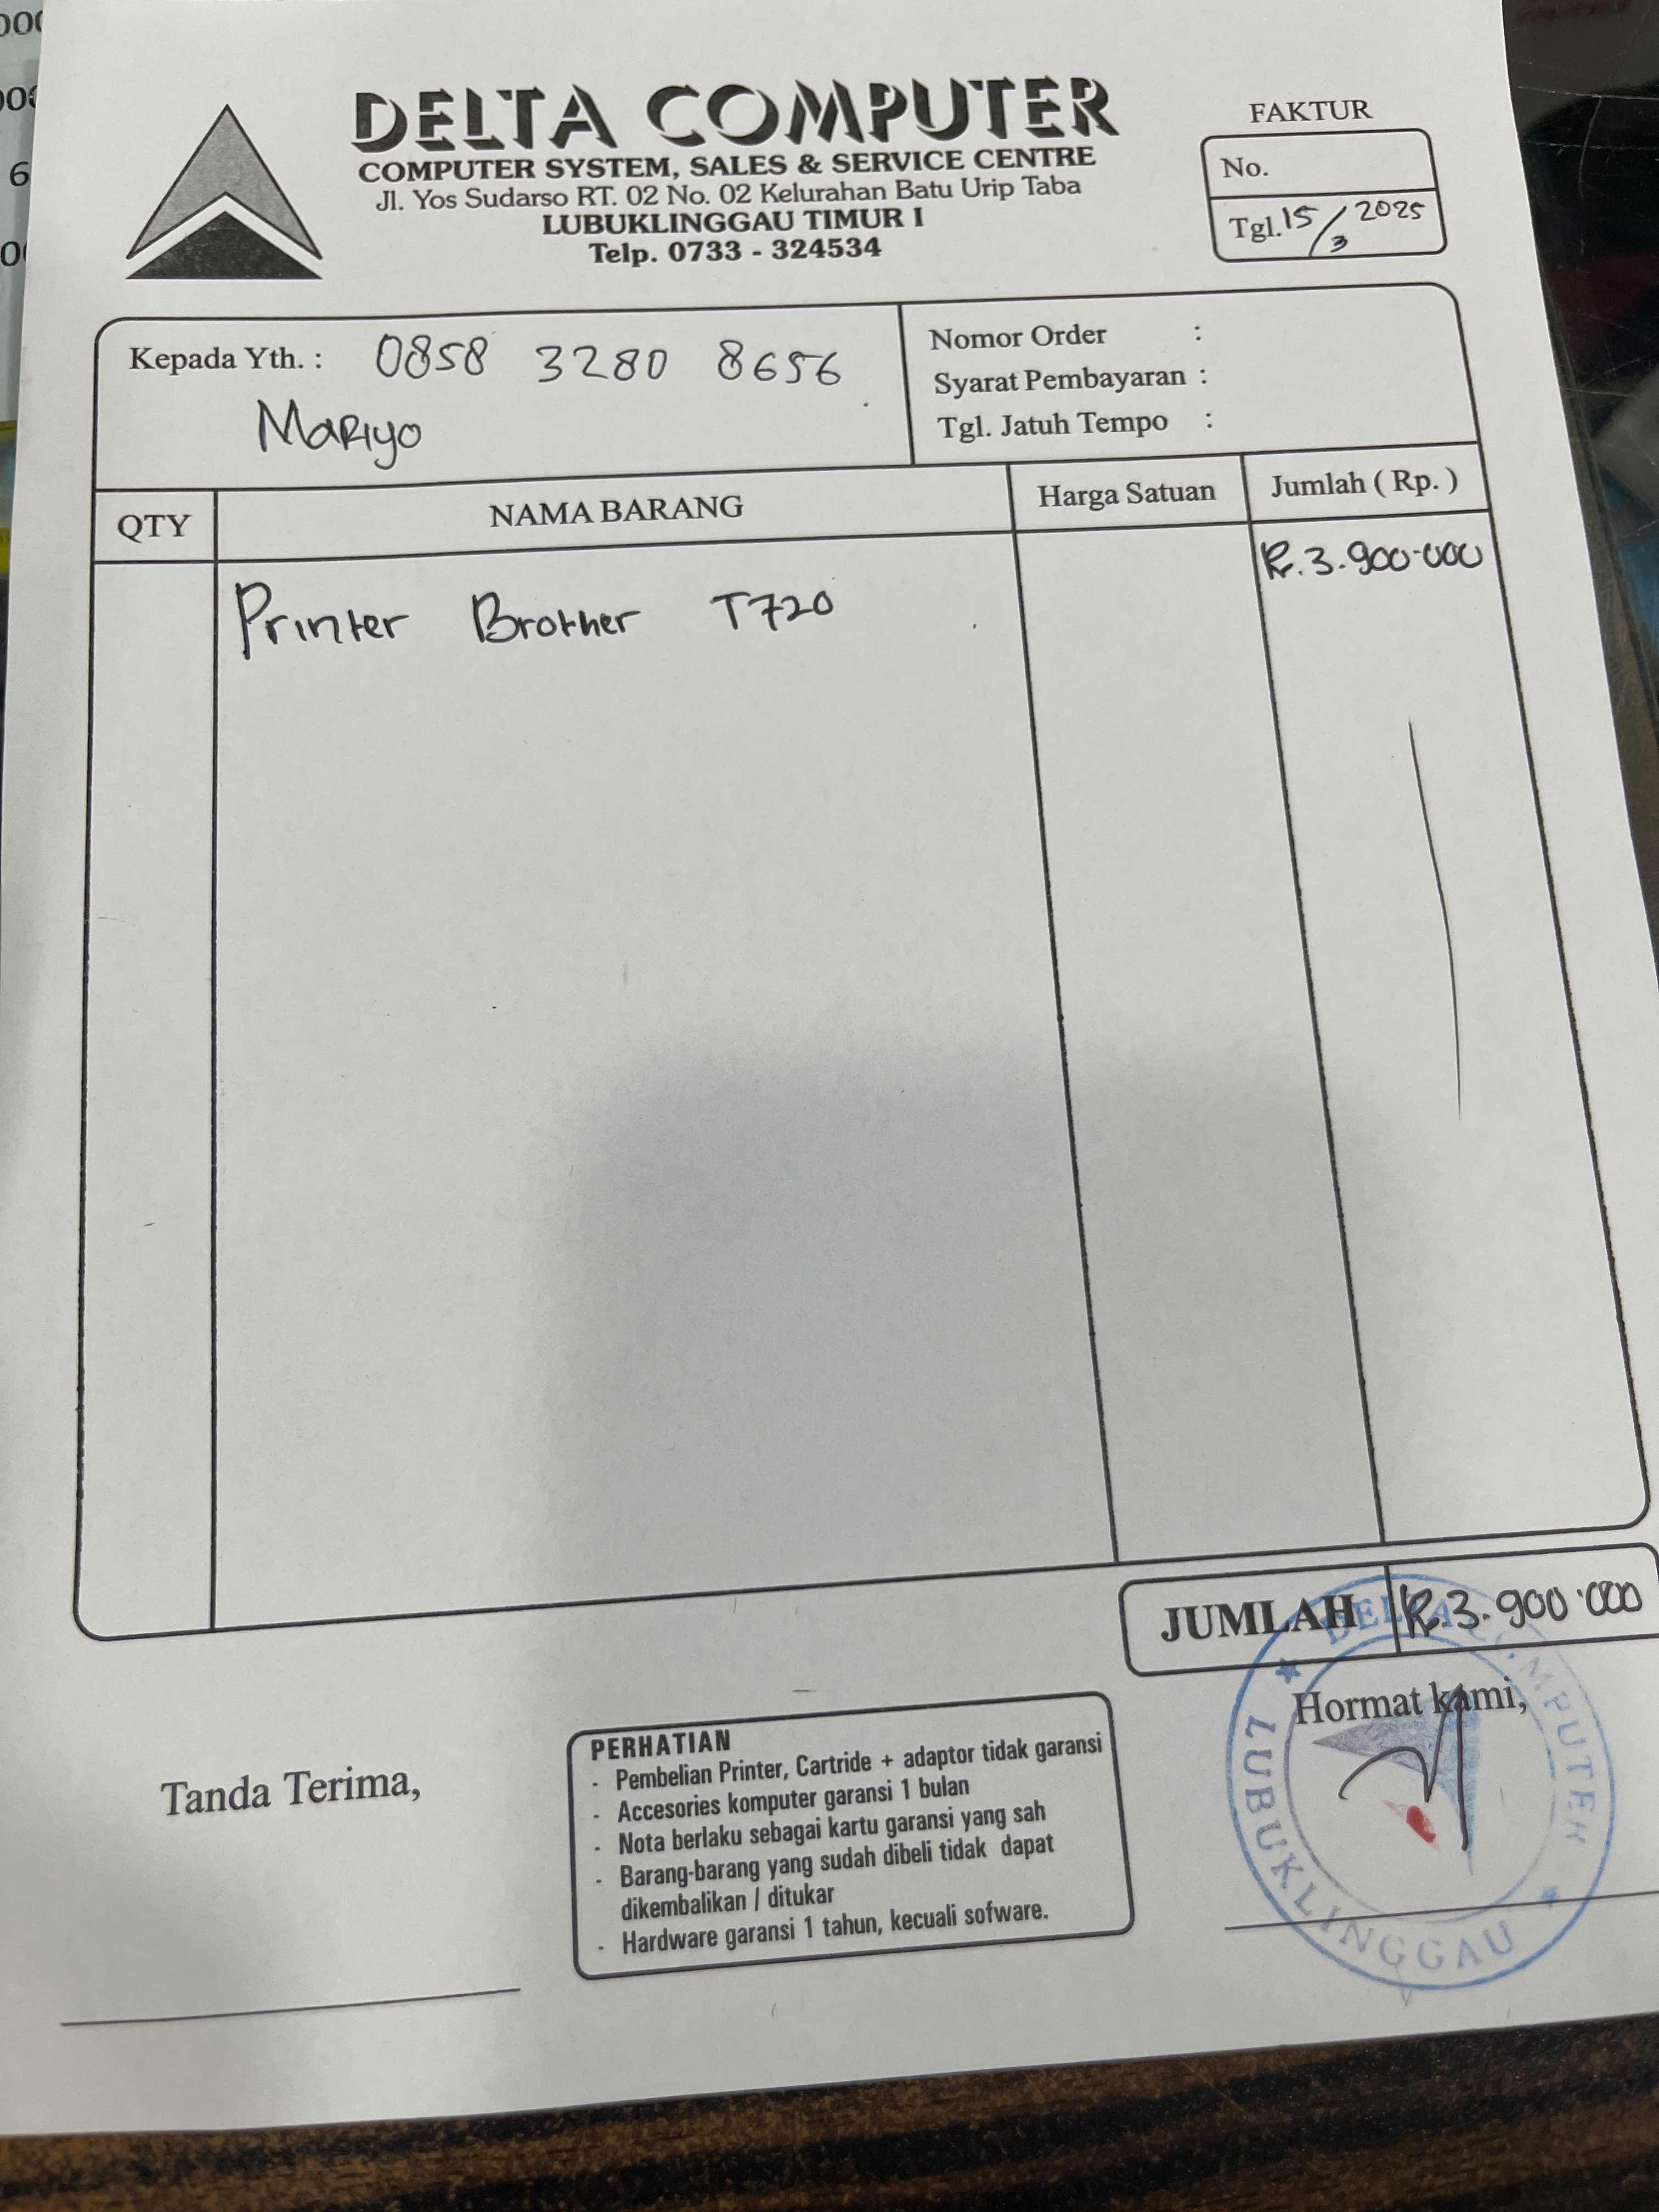 DELTA COMPUTER
COMPUTER SYSTEM, SALES & SERVICE CENTRE
Jl. Yos Sudarso RT. 02 No. 02 Kelurahan Batu Urip Taba
LUBUKLINGGAU TIMUR I
Telp. 0733 - 324534
FAKTUR
No.
Tgl. 15/3 2025
Kepada Yth. : 0858 3280 8656
Mariyo
Nomor Order :
Syarat Pembayaran :
Tgl. Jatuh Tempo :
QTY NAMA BARANG Harga Satuan Jumlah ( Rp. )
Printer Brother T720 Rp. 3.900.000
JUMLAH Rp. 3.900.000
Tanda Terima,
PERHATIAN
- Pembelian Printer, Cartride + adaptor tidak garansi
- Accesories komputer garansi 1 bulan
- Nota berlaku sebagai kartu garansi yang sah
- Barang-barang yang sudah dibeli tidak dapat
dikembalikan / ditukar
- Hardware garansi 1 tahun, kecuali sofware.
Hormat kami,
DELTA COMPUTER
LUBUKLINGGAU